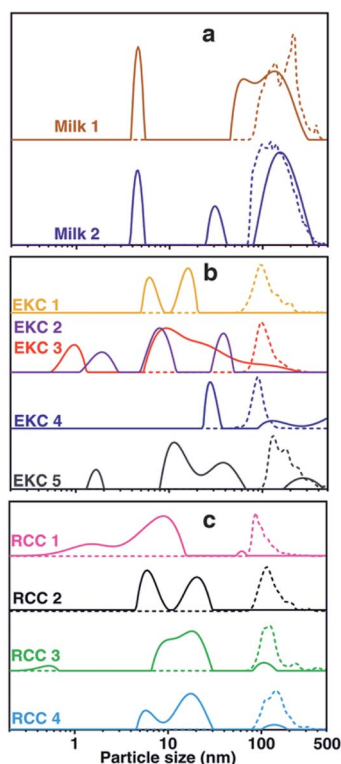 a
Milk 1
Milk 2
b
EKC 1
EKC 2
EKC 3
EKC 4
EKC 5
c
RCC 1
RCC 2
RCC 3
RCC 4
1 10 100 500
Particle size (nm)